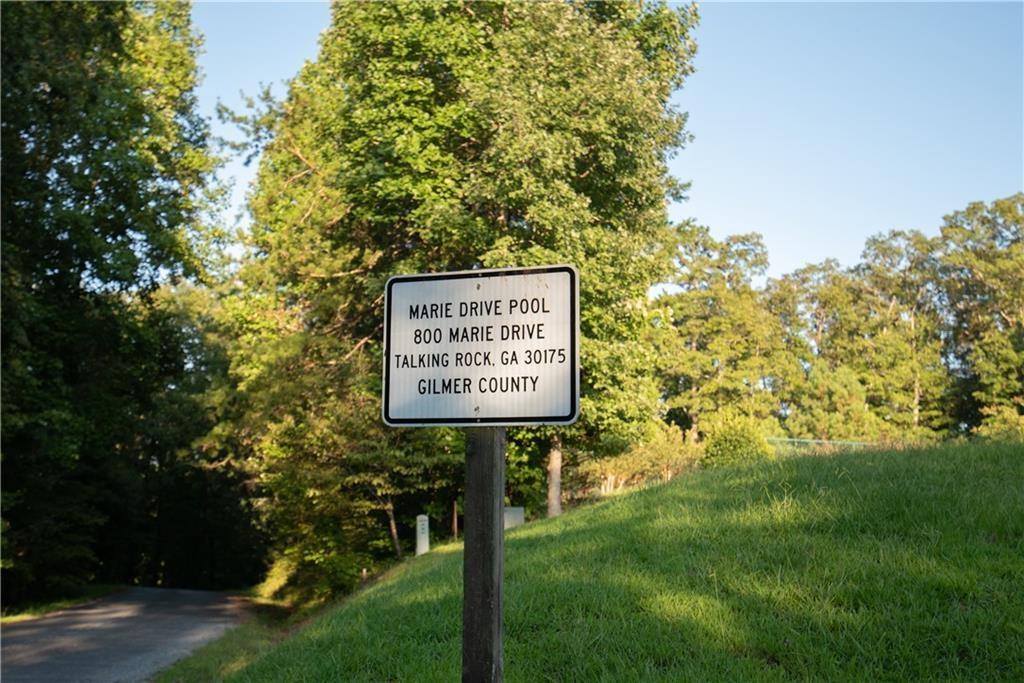 MARIE DRIVE POOL
800 MARIE DRIVE
TALKING ROCK, GA 30175
GILMER COUNTY